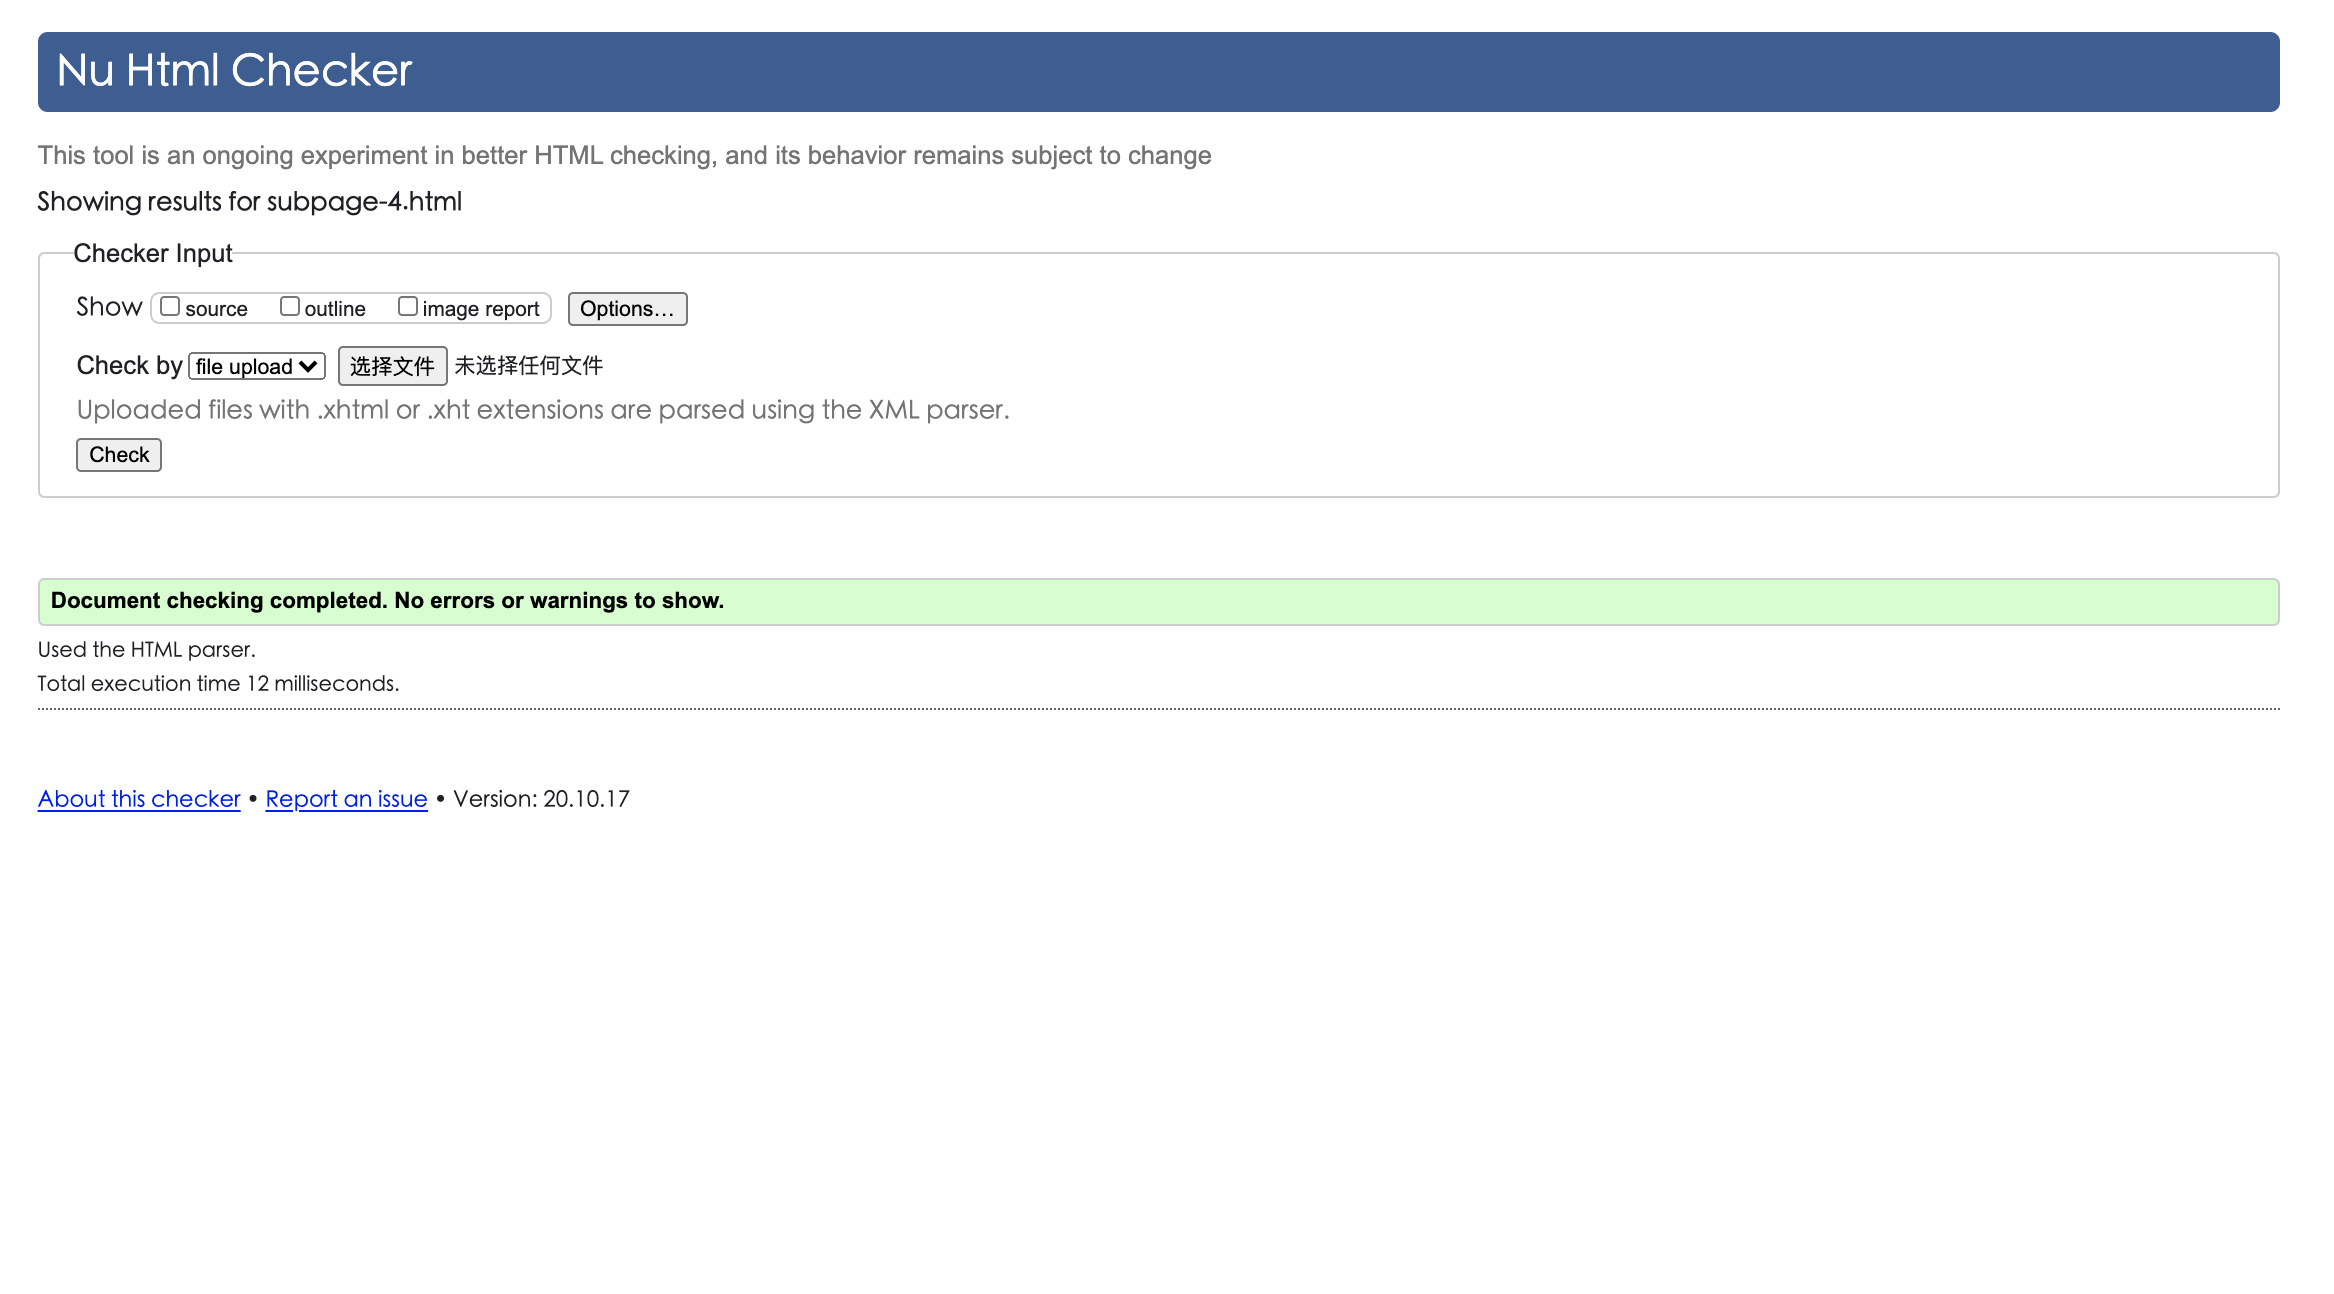 Nu Html Checker
This tool is an ongoing experiment in better HTML checking, and its behavior remains subject to change
Showing results for subpage-4.html
Checker Input
Show source outline image report Options...
Check by file upload 选择文件 未选择任何文件
Uploaded files with .xhtml or .xht extensions are parsed using the XML parser.
Check
Document checking completed. No errors or warnings to show.
Used the HTML parser.
Total execution time 12 milliseconds.
About this checker • Report an issue • Version: 20.10.17